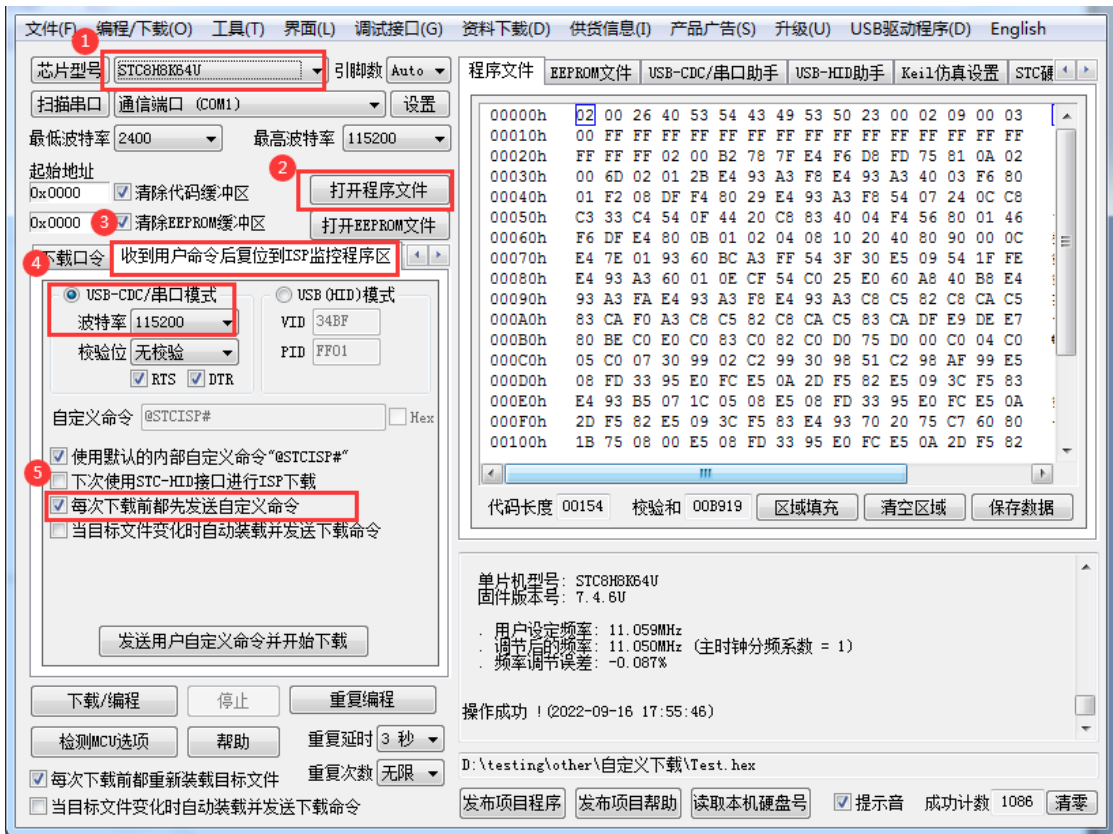 文件(F) 编程/下载(O) 工具(T) 界面(L) 调试接口(G) 资料下载(D) 供货信息(I) 产品广告(S) 升级(U) USB驱动程序(D) English
1
芯片型号 STC8H8K64U 引脚数 Auto
扫描串口 通信端口 (COM1) 设置
最低波特率 2400 最高波特率 115200
起始地址
2
0x0000 清除代码缓冲区 打开程序文件
0x0000 3 清除EEPROM缓冲区 打开EEPROM文件
4
下载口令 收到用户命令后复位到ISP监控程序区
USB-CDC/串口模式 USB(HID)模式
波特率 115200 VID 34BF
校验位 无校验 PID FF01
RTS DTR
自定义命令 @STCISP# Hex
使用默认的内部自定义命令“@STCISP#”
5
下次使用STC-HID接口进行ISP下载
每次下载前都先发送自定义命令
当目标文件变化时自动装载并发送下载命令
发送用户自定义命令并开始下载
下载/编程 停止 重复编程
检测MCU选项 帮助 重复延时 3 秒
每次下载前都重新装载目标文件 重复次数 无限
当目标文件变化时自动装载并发送下载命令
程序文件 EEPROM文件 USB-CDC/串口助手 USB-HID助手 Keil仿真设置
00000h 02 00 26 40 53 54 43 49 53 50 23 00 02 09 00 03
00010h 00 FF FF FF FF FF FF FF FF FF FF FF FF FF FF FF
00020h FF FF FF 02 00 B2 78 7F E4 F6 D8 FD 75 81 0A 02
00030h 00 6D 02 01 2B E4 93 A3 F8 E4 93 A3 40 03 F6 80
00040h 01 F2 08 DF F4 80 29 E4 93 A3 F8 54 07 24 0C C8
00050h C3 33 C4 54 0F 44 20 C8 83 40 04 F4 56 80 01 46
00060h F6 DF E4 80 0B 01 02 04 08 10 20 40 80 90 00 0C
00070h E4 7E 01 93 60 BC A3 FF 54 3F 30 E5 09 54 1F FE
00080h E4 93 A3 60 01 0E CF 54 C0 25 E0 60 A8 40 B8 E4
00090h 93 A3 FA E4 93 A3 F8 E4 93 A3 C8 C5 82 C8 CA C5
000A0h 83 CA F0 A3 C8 C5 82 C8 CA C5 83 CA DF E9 DE E7
000B0h 80 BE C0 E0 C0 83 C0 82 C0 D0 75 D0 00 C0 04 C0
000C0h 05 C0 07 30 99 02 C2 99 30 98 51 C2 98 AF 99 E5
000D0h 08 FD 33 95 E0 FC E5 0A 2D F5 82 E5 09 3C F5 83
000E0h E4 93 B5 07 1C 05 08 E5 08 FD 33 95 E0 FC E5 0A
000F0h 2D F5 82 E5 09 3C F5 83 E4 93 70 20 75 C7 60 80
00100h 1B 75 08 00 E5 08 FD 33 95 E0 FC E5 0A 2D F5 82
代码长度 00154 校验和 00B919 区域填充 清空区域 保存数据
单片机型号: STC8H8K64U
固件版本号: 7.4.6U
. 用户设定频率: 11.059MHz
. 调节后的频率: 11.050MHz (主时钟分频系数 = 1)
. 频率调节误差: -0.087%
操作成功 !(2022-09-16 17:55:46)
D:\testing\other\自定义下载\Test.hex
发布项目程序 发布项目帮助 读取本机硬盘号 提示音 成功计数 1086 清零